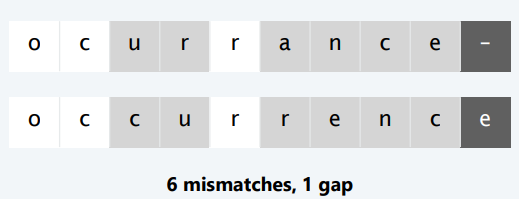 o c u r r a n c e -
o c c u r r e n c e
6 mismatches, 1 gap